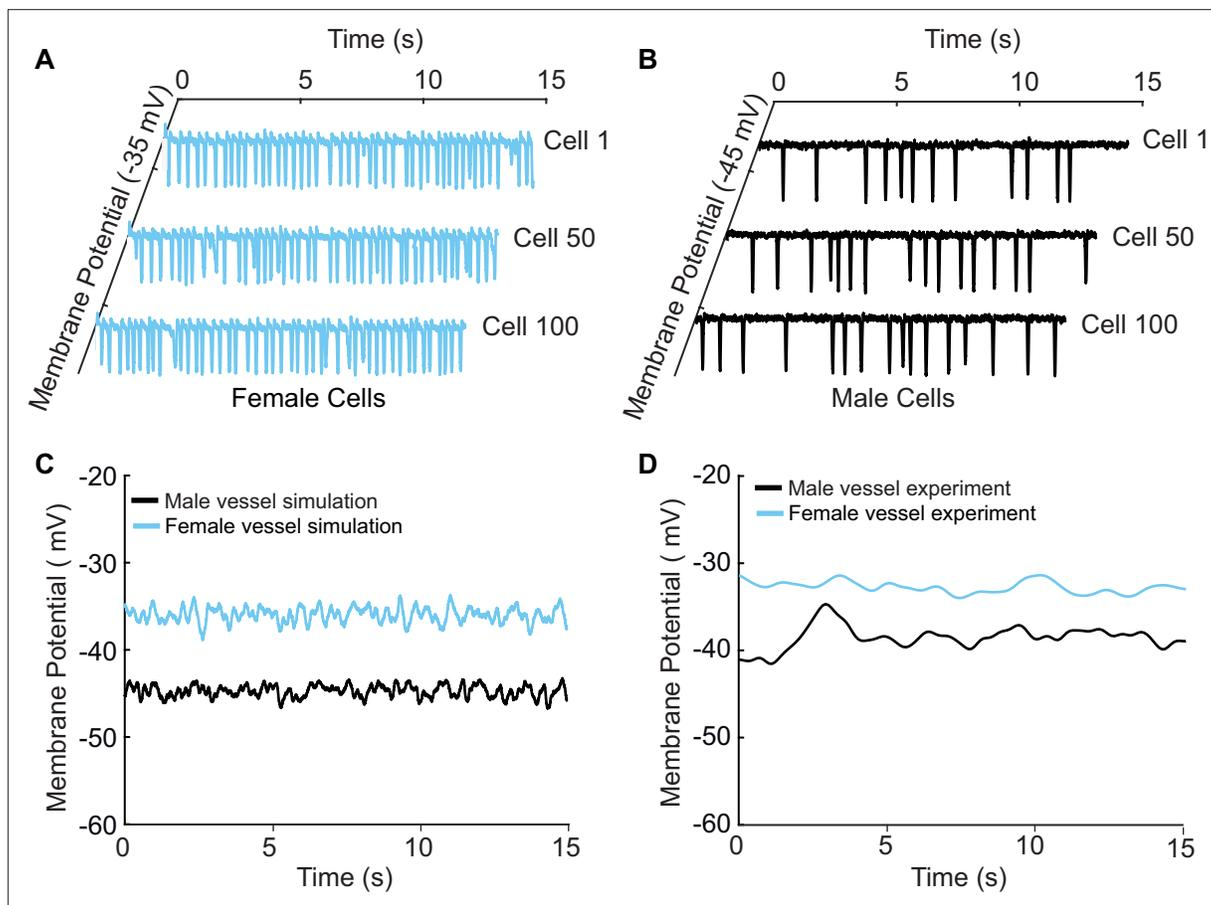 A
Time (s)
0 5 10 15
Membrane Potential (-35 mV)
Cell 1
Cell 50
Cell 100
Female Cells
B
Time (s)
0 5 10 15
Membrane Potential (-45 mV)
Cell 1
Cell 50
Cell 100
Male Cells
C
-20
-30
-40
-50
-60
Membrane Potential ( mV)
Male vessel simulation
Female vessel simulation
0 5 10 15
Time (s)
D
-20
-30
-40
-50
-60
Membrane Potential ( mV)
Male vessel experiment
Female vessel experiment
0 5 10 15
Time (s)